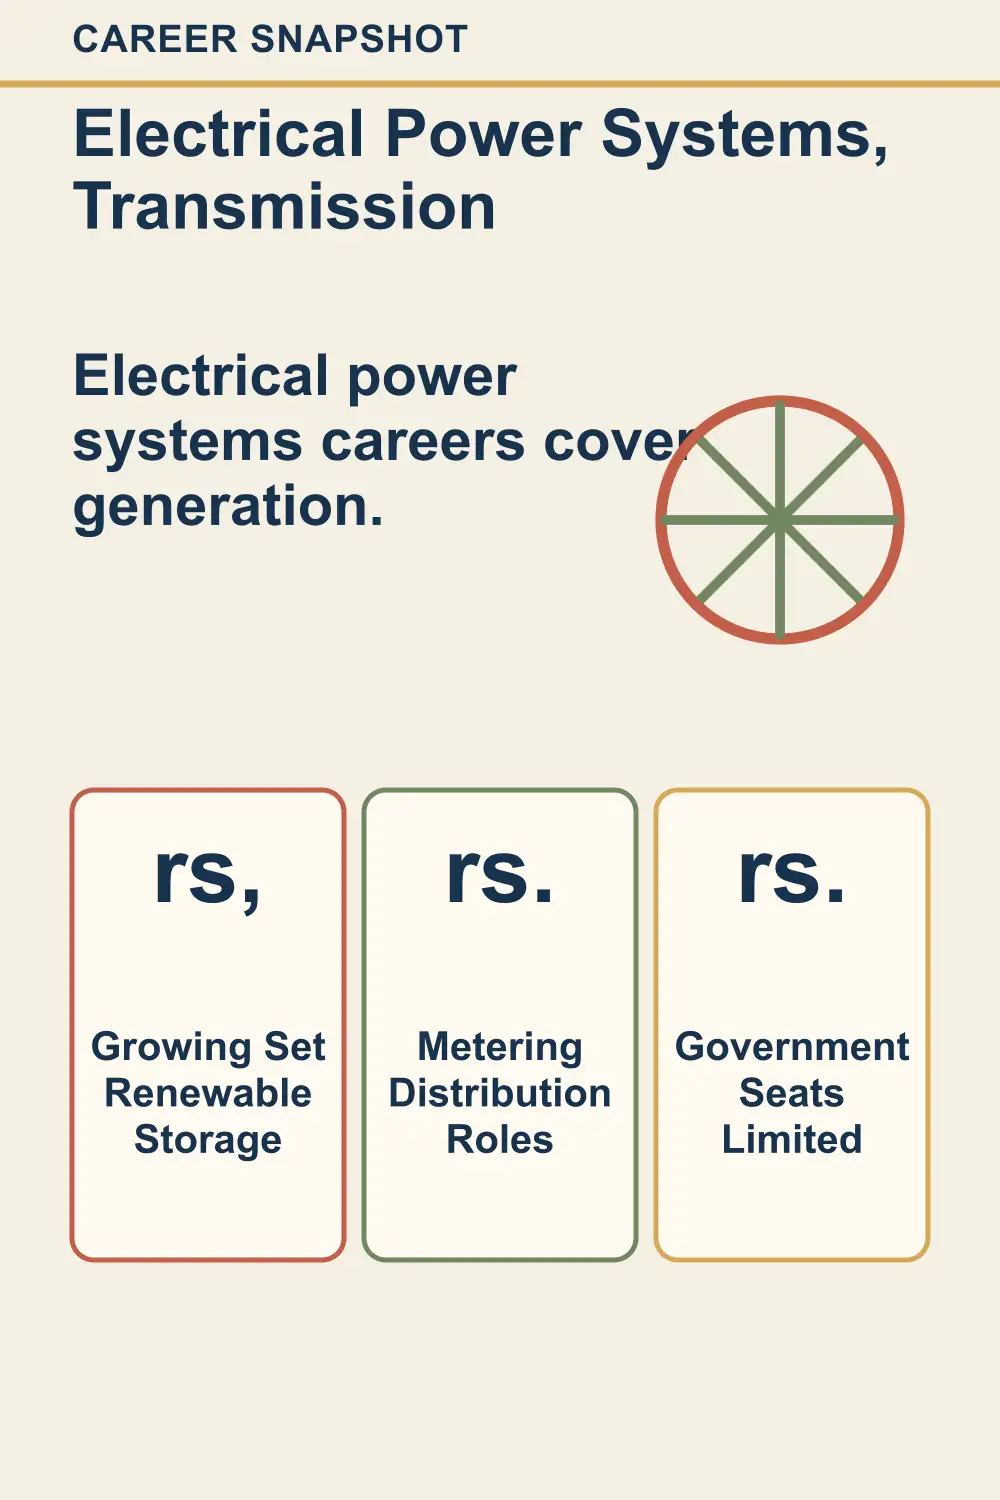 CAREER SNAPSHOT
Electrical Power Systems,
Transmission
Electrical power
systems careers cover
generation.
rs,
Growing Set
Renewable
Storage
rs.
Metering
Distribution
Roles
rs.
Government
Seats
Limited